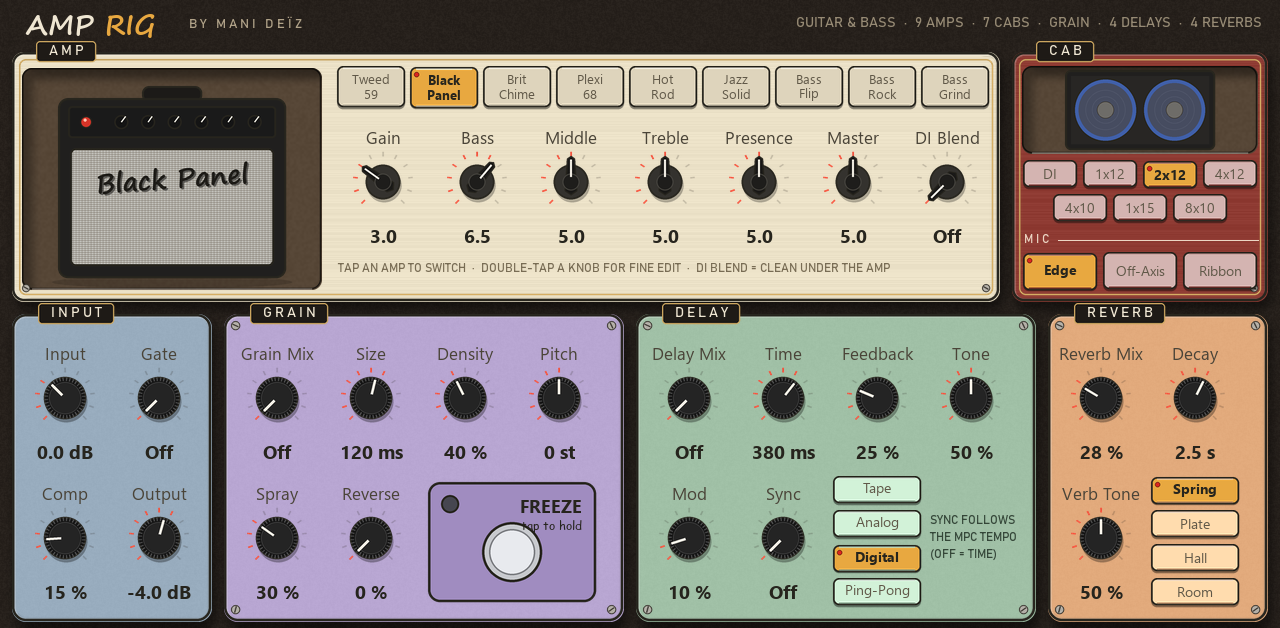 AMP RIG BY MANI DEÏZ
GUITAR & BASS · 9 AMPS · 7 CABS · GRAIN · 4 DELAYS · 4 REVERBS
AMP
Black Panel
Tweed 59
Black Panel
Brit Chime
Plexi 68
Hot Rod
Jazz Solid
Bass Flip
Bass Rock
Bass Grind
Gain Bass Middle Treble Presence Master DI Blend
3.0 6.5 5.0 5.0 5.0 5.0 Off
TAP AN AMP TO SWITCH · DOUBLE-TAP A KNOB FOR FINE EDIT · DI BLEND = CLEAN UNDER THE AMP
CAB
DI 1x12 2x12 4x12
4x10 1x15 8x10
MIC
Edge Off-Axis Ribbon
INPUT
Input Gate
0.0 dB Off
Comp Output
15 % -4.0 dB
GRAIN
Grain Mix Size Density Pitch
Off 120 ms 40 % 0 st
Spray Reverse
30 % 0 %
FREEZE
tap to hold
DELAY
Delay Mix Time Feedback Tone
Off 380 ms 25 % 50 %
Mod Sync
10 % Off
Tape
Analog
Digital
Ping-Pong
SYNC FOLLOWS
THE MPC TEMPO
(OFF = TIME)
REVERB
Reverb Mix Decay
28 % 2.5 s
Verb Tone
50 %
Spring
Plate
Hall
Room